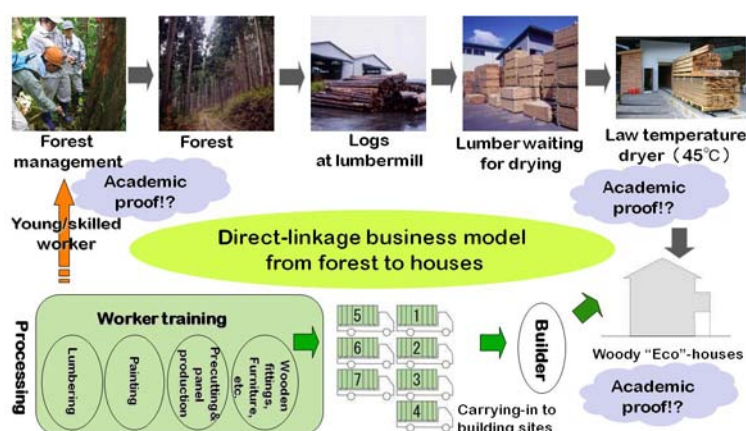 Forest
management
Forest
Logs
at lumbermill
Lumber waiting
for drying
Law temperature
dryer（45℃）
Academic
proof!?
Academic
proof!?
Young/skilled
worker
Direct-linkage business model
from forest to houses
Processing
Worker training
Lumbering
Painting
Precutting&
panel
production
Wooden
fittings,
Furniture,
etc.
5
1
6
2
7
3
4
Carrying-in to
building sites
Builder
Woody “Eco”-houses
Academic
proof!?